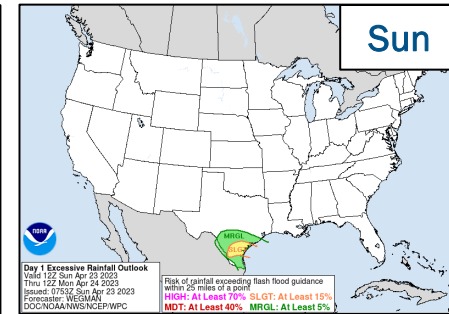 Sun
MRGL
SLGT
NOAA
Day 1 Excessive Rainfall Outlook
Valid 12Z Sun Apr 23 2023
Thru 12Z Mon Apr 24 2023
Issued: 0753Z Sun Apr 23 2023
Forecaster: WEGMAN
DOC/NOAA/NWS/NCEP/WPC
Risk of rainfall exceeding flash flood guidance
within 25 miles of a point
HIGH: At Least 70% SLGT: At Least 15%
MDT: At Least 40% MRGL: At Least 5%